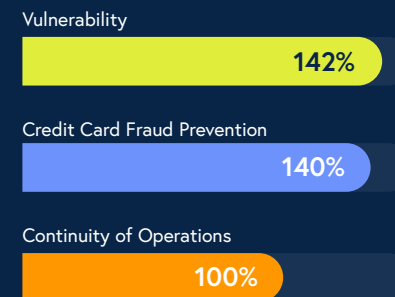 Vulnerability
142%
Credit Card Fraud Prevention
140%
Continuity of Operations
100%